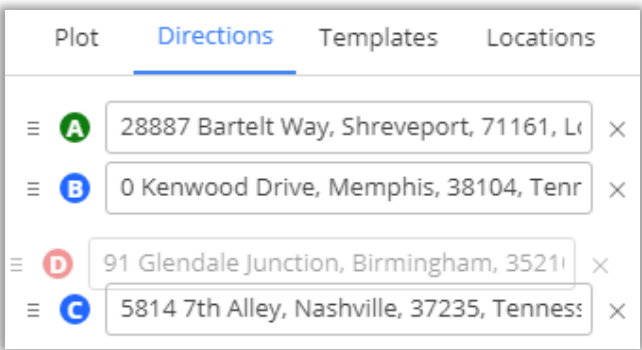 Plot Directions Templates Locations
A 28887 Bartelt Way, Shreveport, 71161, Lo
B 0 Kenwood Drive, Memphis, 38104, Tenn
D 91 Glendale Junction, Birmingham, 3521
C 5814 7th Alley, Nashville, 37235, Tenness